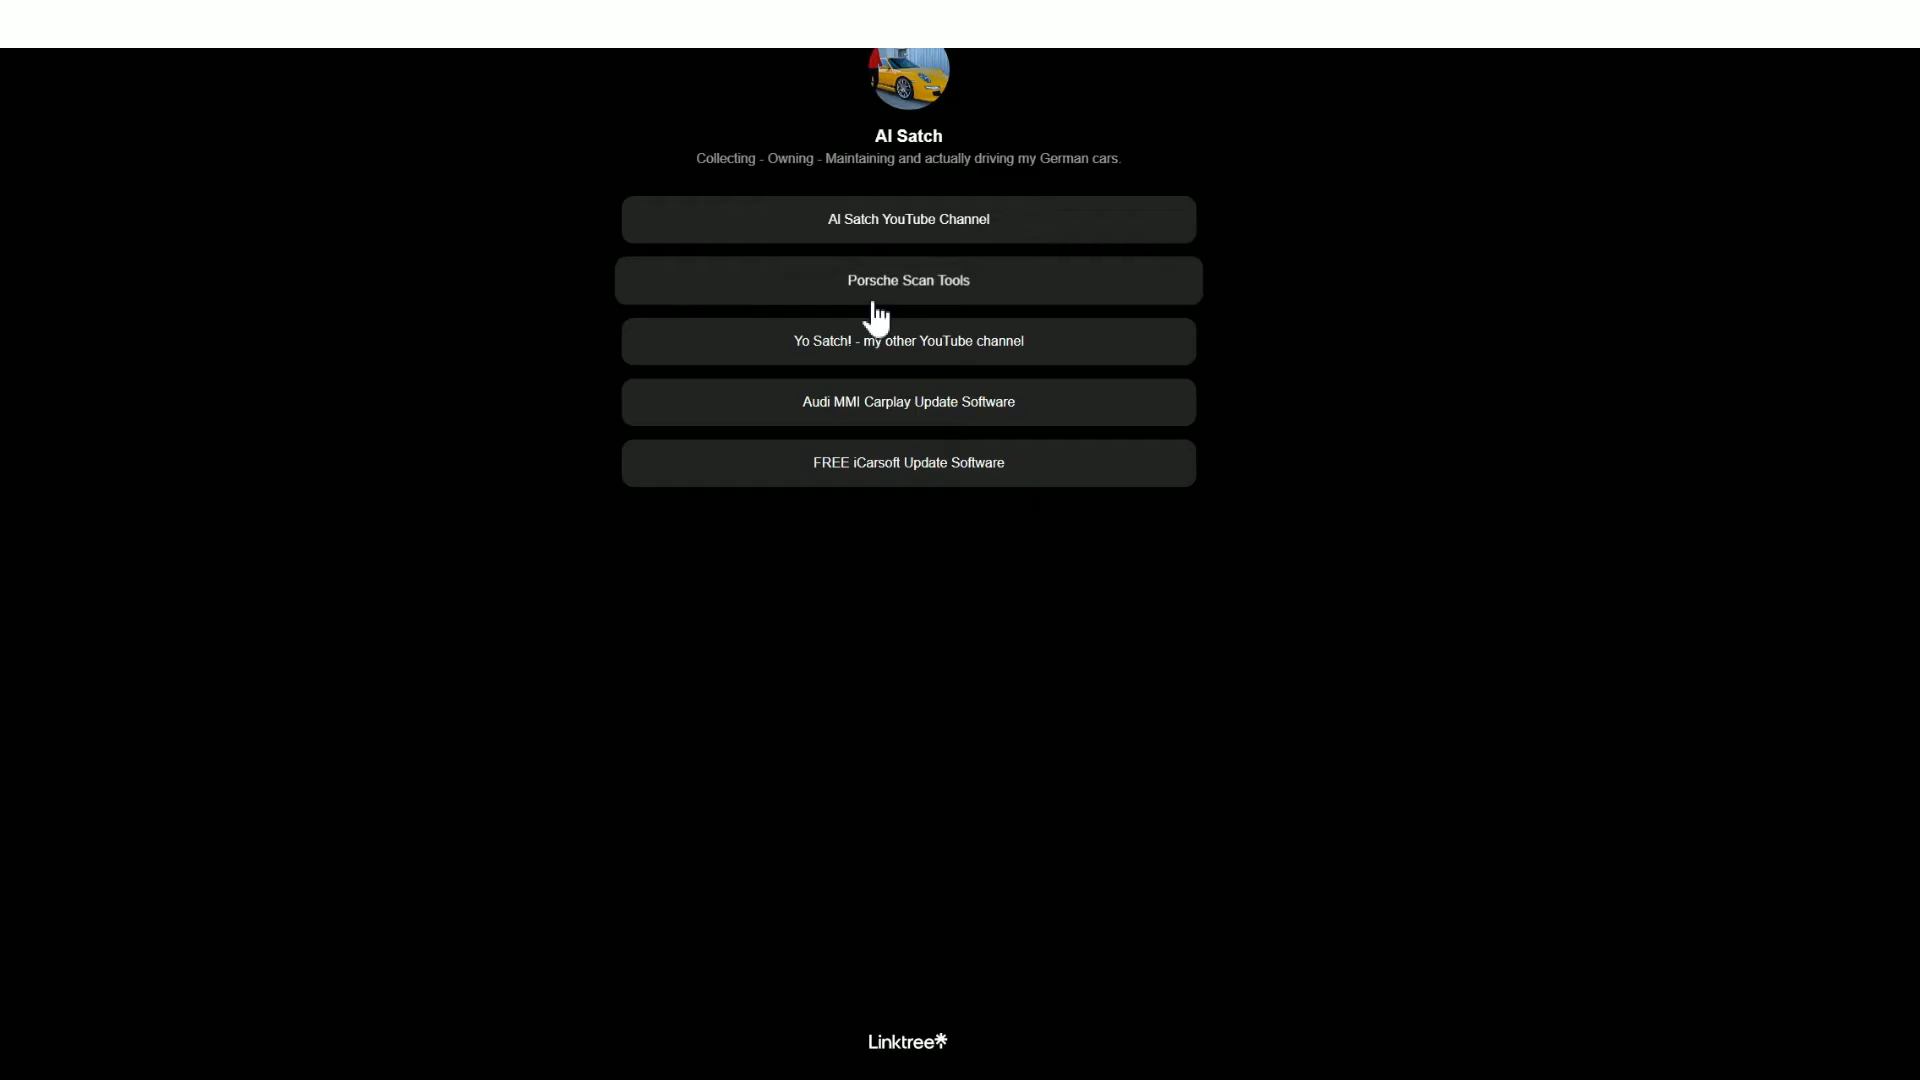 Al Satch
Collecting - Owning - Maintaining and actually driving my German cars.
Al Satch YouTube Channel
Porsche Scan Tools
Yo Satch! - my other YouTube channel
Audi MMI Carplay Update Software
FREE iCarsoft Update Software
Linktree